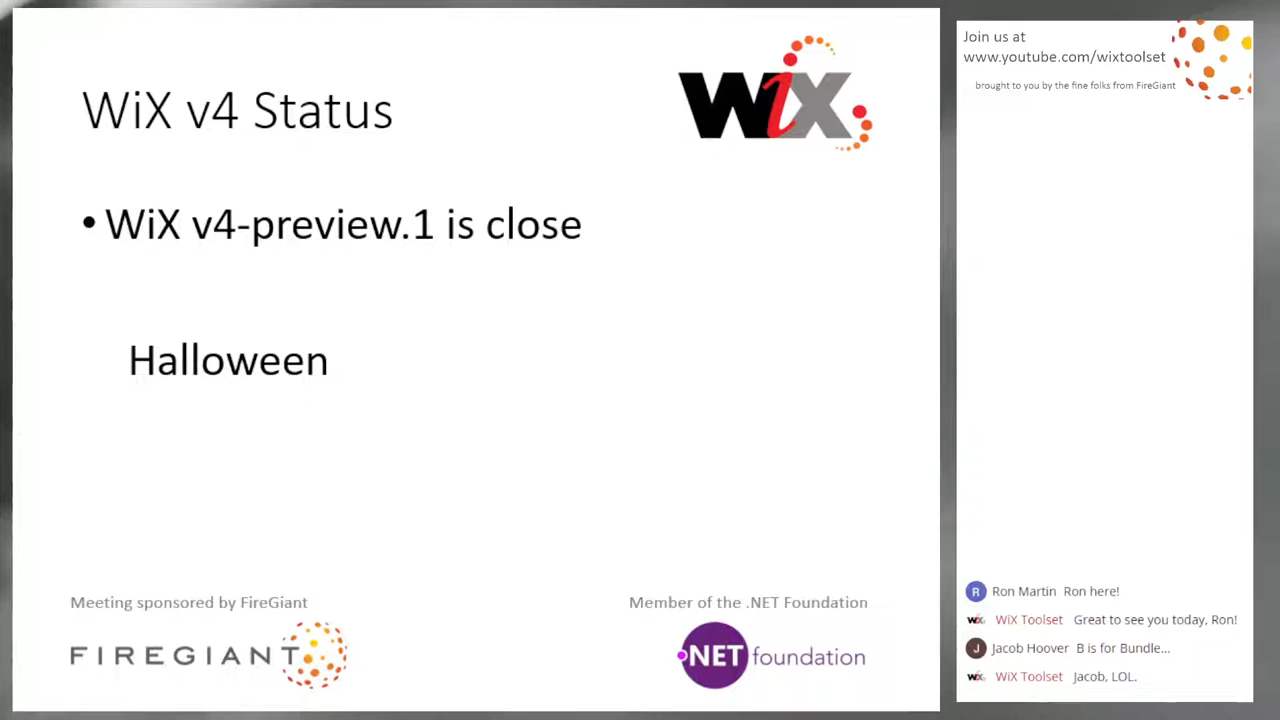 WiX v4 Status
WiX
• WiX v4-preview.1 is close
Halloween
Meeting sponsored by FireGiant
FIREGIANT
Member of the .NET Foundation
.NET foundation
Join us at
www.youtube.com/wixtoolset
brought to you by the fine folks from FireGiant
R Ron Martin Ron here!
WiX WiX Toolset Great to see you today, Ron!
J Jacob Hoover B is for Bundle...
WiX WiX Toolset Jacob, LOL.